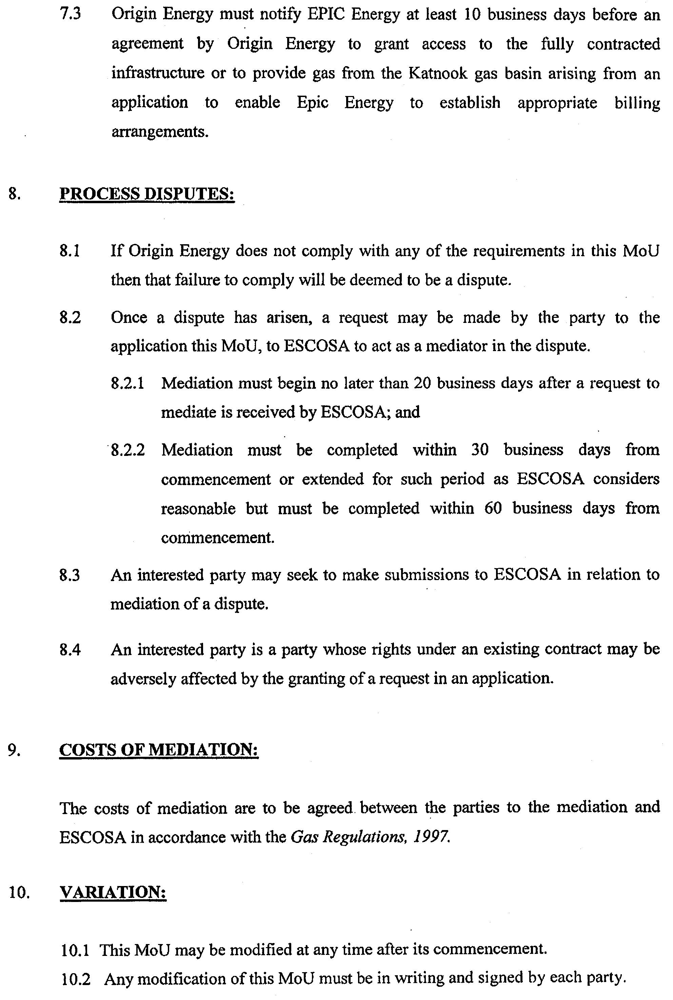 7.3 Origin Energy must notify EPIC Energy at least 10 business days before an
agreement by Origin Energy to grant access to the fully contracted
infrastructure or to provide gas from the Katnook gas basin arising from an
application to enable Epic Energy to establish appropriate billing
arrangements.
8. PROCESS DISPUTES:
8.1 If Origin Energy does not comply with any of the requirements in this MoU
then that failure to comply will be deemed to be a dispute.
8.2 Once a dispute has arisen, a request may be made by the party to the
application this MoU, to ESCOSA to act as a mediator in the dispute.
8.2.1 Mediation must begin no later than 20 business days after a request to
mediate is received by ESCOSA; and
8.2.2 Mediation must be completed within 30 business days from
commencement or extended for such period as ESCOSA considers
reasonable but must be completed within 60 business days from
commencement.
8.3 An interested party may seek to make submissions to ESCOSA in relation to
mediation of a dispute.
8.4 An interested party is a party whose rights under an existing contract may be
adversely affected by the granting of a request in an application.
9. COSTS OF MEDIATION:
The costs of mediation are to be agreed between the parties to the mediation and
ESCOSA in accordance with the Gas Regulations, 1997.
10. VARIATION:
10.1 This MoU may be modified at any time after its commencement.
10.2 Any modification of this MoU must be in writing and signed by each party.